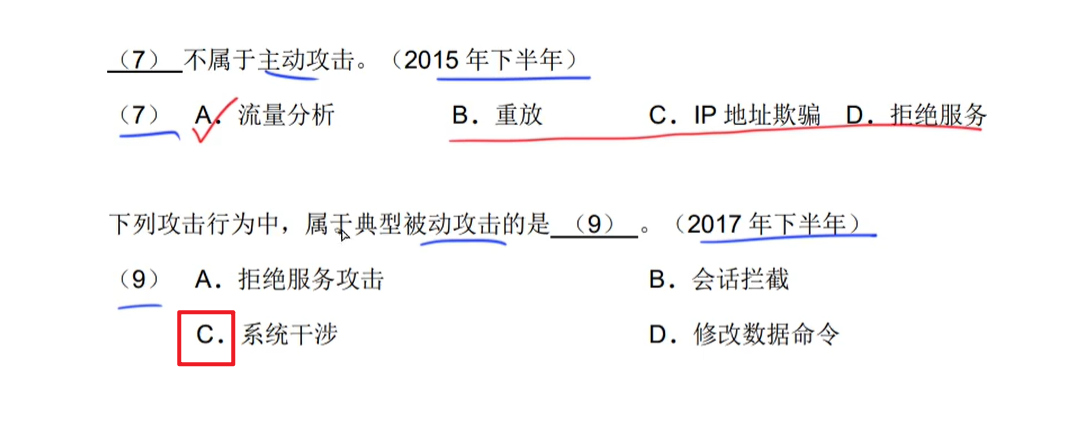 （7） 不属于主动攻击。（2015 年下半年）
（7） A．流量分析 B．重放 C．IP 地址欺骗 D．拒绝服务
下列攻击行为中，属于典型被动攻击的是 （9） 。（2017 年下半年）
（9） A．拒绝服务攻击 B．会话拦截
C．系统干涉 D．修改数据命令